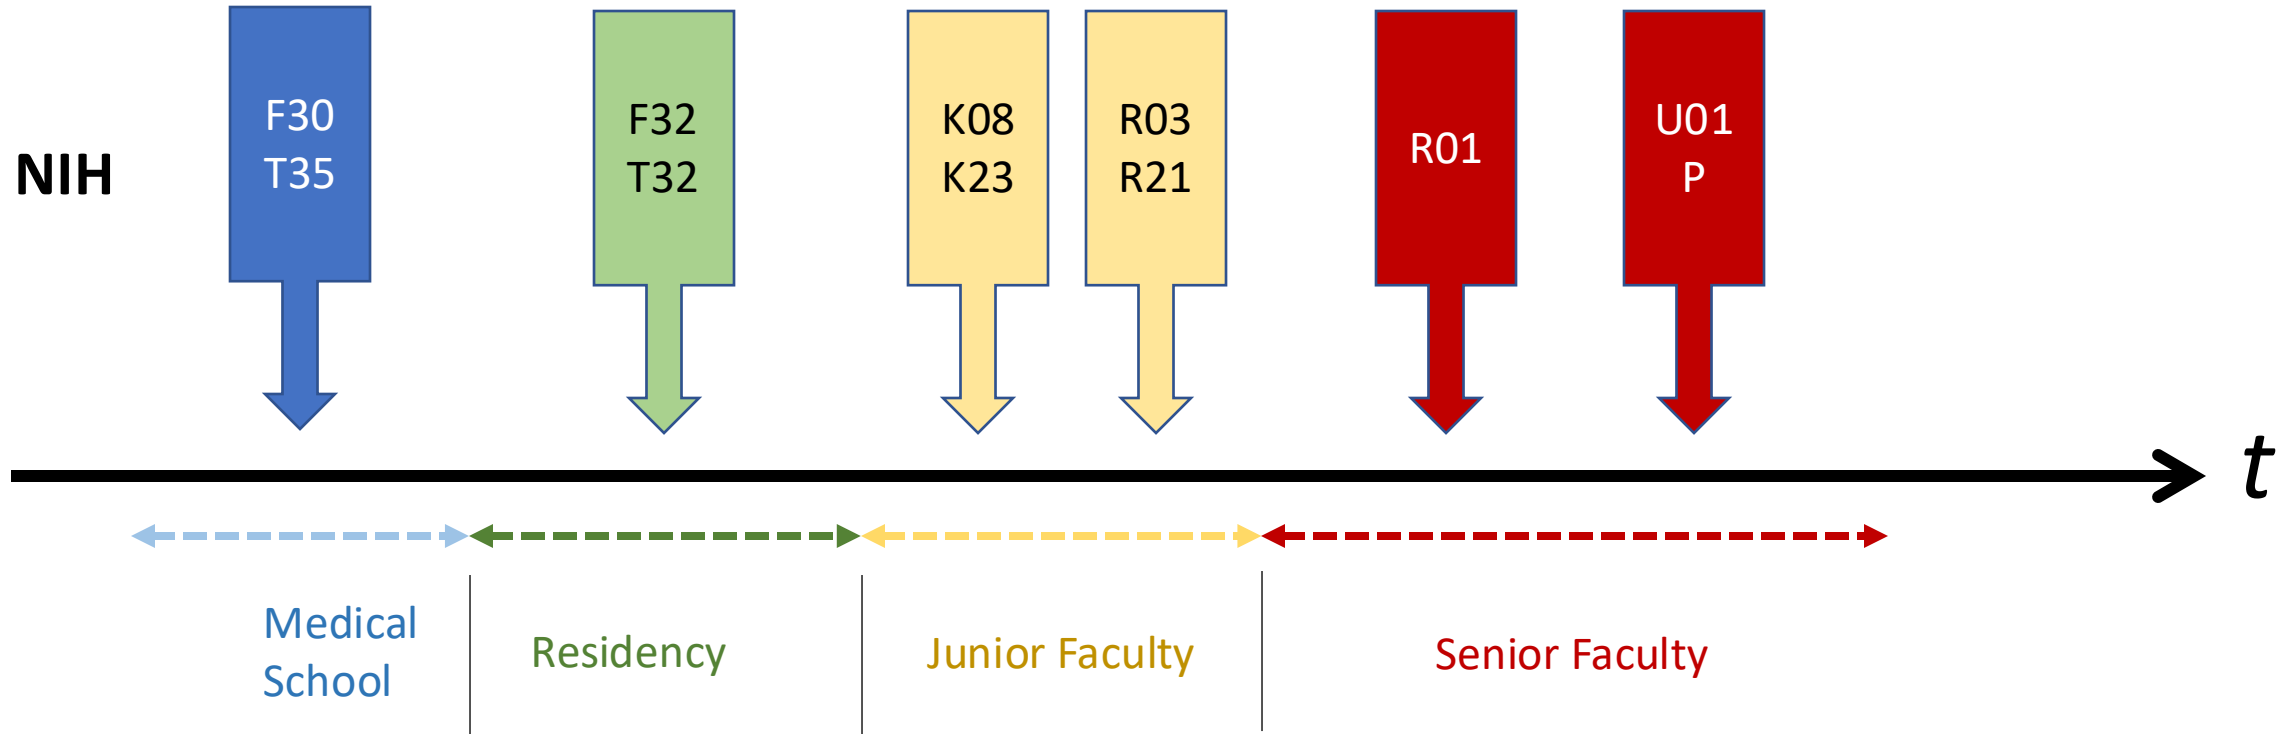 NIH
F30
T35
F32
T32
K08
K23
R03
R21
R01
U01
P
t
Medical
School
Residency
Junior Faculty
Senior Faculty